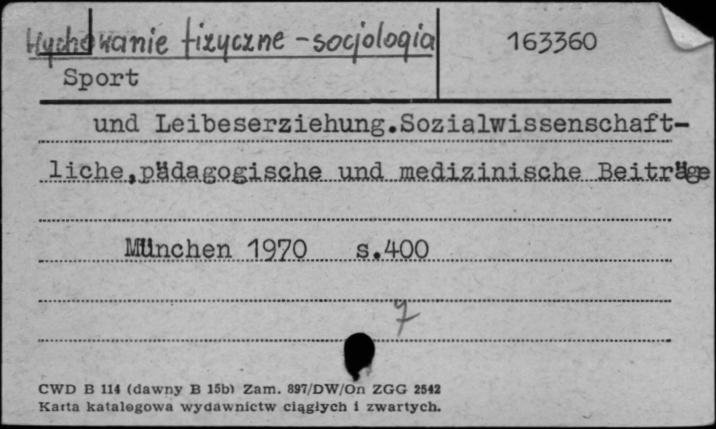 Wychowanie fizyczne - socjologia
163360
Sport
und Leibeserziehung.Sozialwissenschaft-
liche,pädagogische und medizinische Beiträge
München 1970 s.400
7
CWD B 114 (dawny B 15b) Zam. 897/DW/On ZGG 2542
Karta katalogowa wydawnictw ciągłych i zwartych.